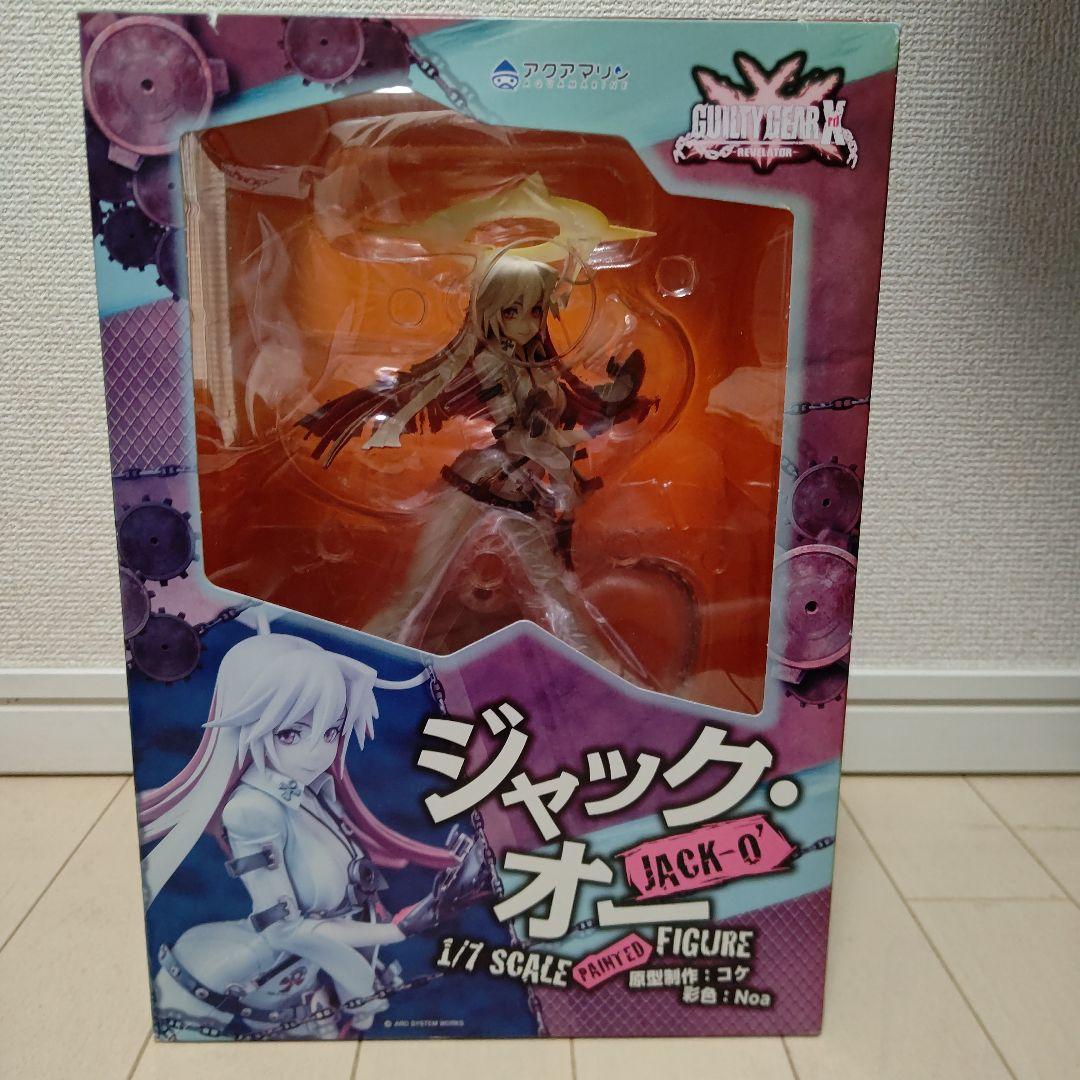 アクアマリン
AQUAMARINE
GUILTY GEAR Xrd
-REVELATOR-
ジャック・
オー
JACK-O'
1/7 SCALE PAINTED FIGURE
原型制作：コケ
彩色：Noa
© ARC SYSTEM WORKS